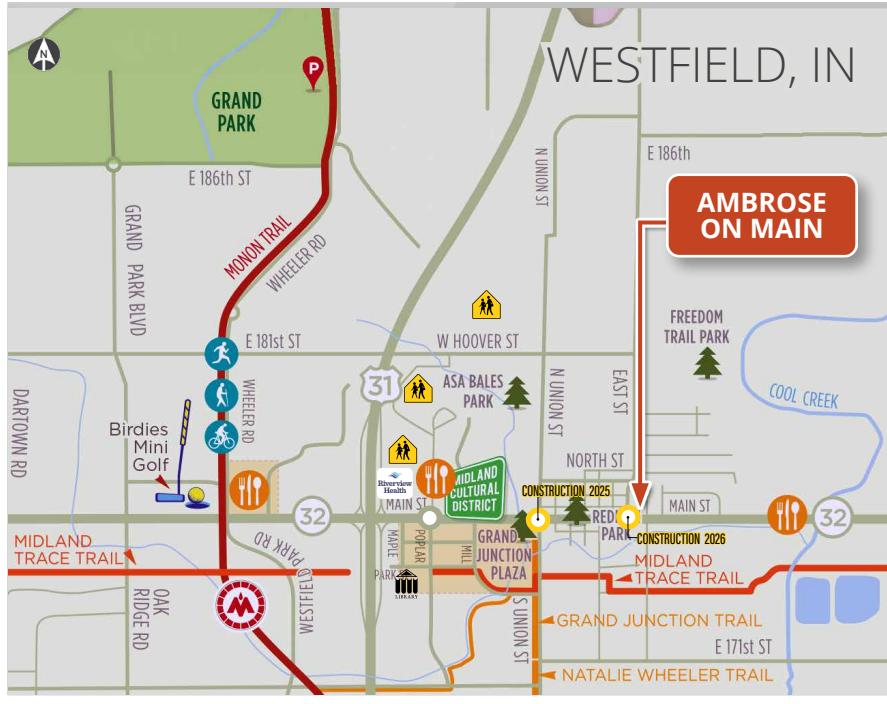 N
WESTFIELD, IN
P
GRAND
PARK
E 186th ST
E 186th
N UNION ST
AMBROSE
ON MAIN
GRAND PARK BLVD
MONON TRAIL
WHEELER RD
FREEDOM
TRAIL PARK
E 181st ST
W HOOVER ST
31
ASA BALES
PARK
N UNION ST
EAST ST
COOL CREEK
DARTOWN RD
WHEELER RD
Birdies
Mini
Golf
NORTH ST
Riverview
Health
MIDLAND
CULTURAL
DISTRICT
CONSTRUCTION 2025
MAIN ST
MAIN ST
32
32
GRAND
JUNCTION
PLAZA
PARK
CONSTRUCTION 2026
MIDLAND
TRACE TRAIL
WESTFIELD PARK RD
MAPLE
POPLAR
MILL
PARK
LIBRARY
MIDLAND
TRACE TRAIL
OAK
RIDGE RD
M
S UNION ST
GRAND JUNCTION TRAIL
E 171st ST
NATALIE WHEELER TRAIL